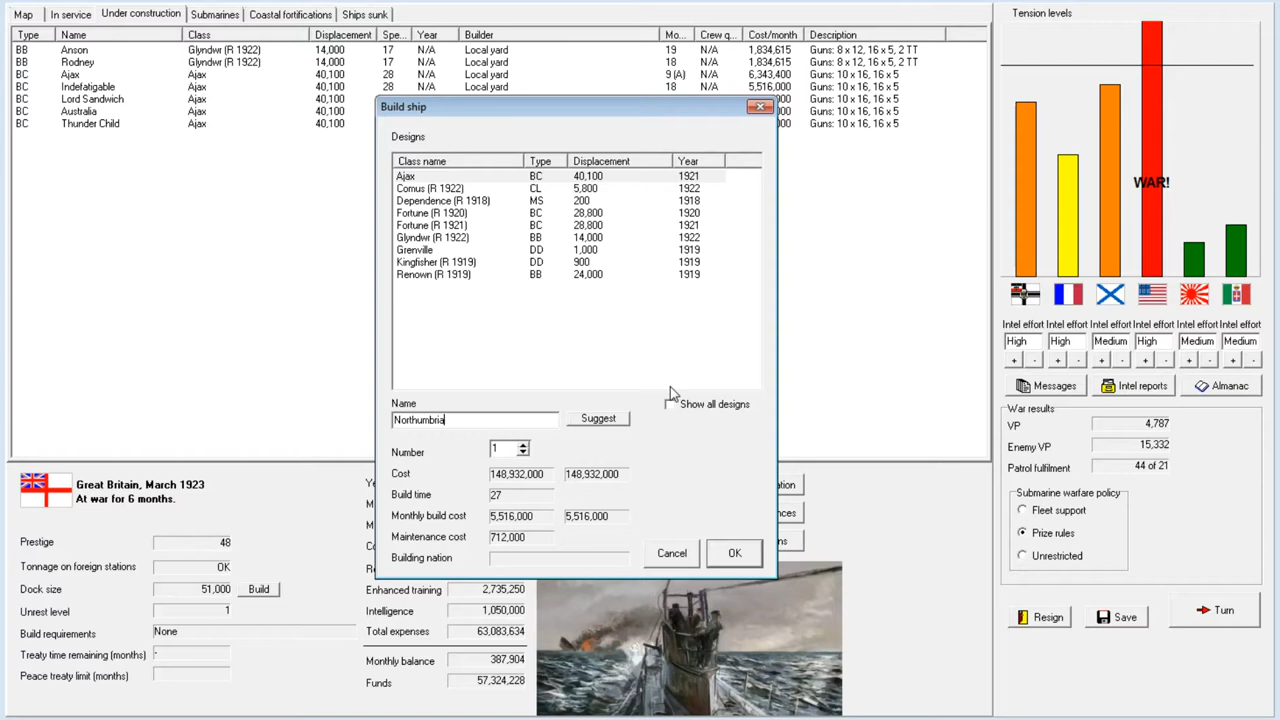 Map In service Under construction Submarines Coastal fortifications Ships sunk
Type Name Class Displacement Spe... Year Builder Mo... Crew q... Cost/month Description
BB Anson Glyndwr (R 1922) 14,000 17 N/A Local yard 19 N/A 1,834,615 Guns: 8 x 12, 16 x 5, 2 TT
BB Rodney Glyndwr (R 1922) 14,000 17 N/A Local yard 18 N/A 1,834,615 Guns: 8 x 12, 16 x 5, 2 TT
BC Ajax Ajax 40,100 28 N/A Local yard 9 (A) N/A 6,343,400 Guns: 10 x 16, 16 x 5
BC Indefatigable Ajax 40,100 28 N/A Local yard 18 N/A 5,516,000 Guns: 10 x 16, 16 x 5
BC Lord Sandwich Ajax 40,100 Guns: 10 x 16, 16 x 5
BC Australia Ajax 40,100 Guns: 10 x 16, 16 x 5
BC Thunder Child Ajax 40,100 Guns: 10 x 16, 16 x 5
Build ship
Designs
Class name Type Displacement Year
Ajax BC 40,100 1921
Comus (R 1922) CL 5,800 1922
Dependence (R 1918) MS 200 1918
Fortune (R 1920) BC 28,800 1920
Fortune (R 1921) BC 28,800 1921
Glyndwr (R 1922) BB 14,000 1922
Grenville DD 1,000 1919
Kingfisher (R 1919) DD 900 1919
Renown (R 1919) BB 24,000 1919
Name Show all designs
Northumbria Suggest
Number 1
Cost 148,932,000 148,932,000
Build time 27
Monthly build cost 5,516,000 5,516,000
Maintenance cost 712,000
Building nation Cancel OK
Great Britain, March 1923
At war for 6 months.
Prestige 48
Tonnage on foreign stations OK
Dock size 51,000 Build
Unrest level 1
Build requirements None
Treaty time remaining (months) -
Peace treaty limit (months)
Enhanced training 2,735,250
Intelligence 1,050,000
Total expenses 63,083,634
Monthly balance 387,904
Funds 57,324,228
Tension levels
WAR!
Intel effort Intel effort Intel effort Intel effort Intel effort Intel effort
High High Medium High Medium Medium
+ - + - + - + - + - + -
Messages Intel reports Almanac
War results
VP 4,787
Enemy VP 15,332
Patrol fulfilment 44 of 21
Submarine warfare policy
Fleet support
Prize rules
Unrestricted
Resign Save Turn